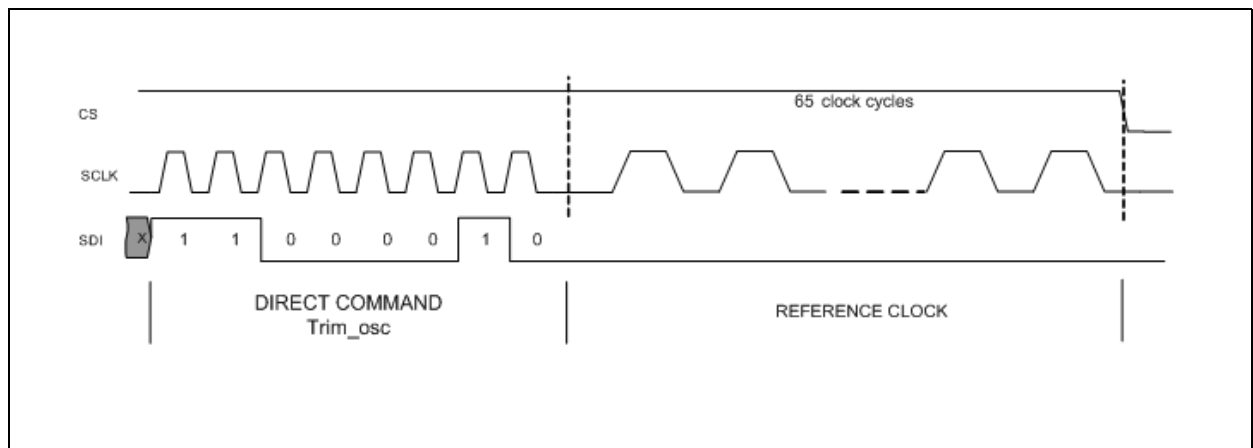 CS
65 clock cycles
SCLK
SDI X 1 1 0 0 0 0 1 0
DIRECT COMMAND
Trim_osc
REFERENCE CLOCK